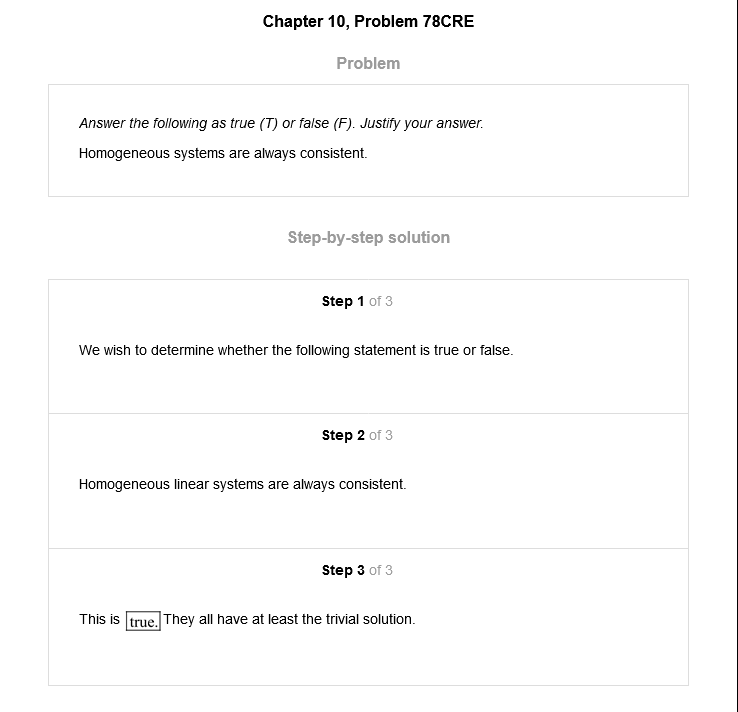 Chapter 10, Problem 78CRE
Problem
Answer the following as true (T) or false (F). Justify your answer.
Homogeneous systems are always consistent.
Step-by-step solution
Step 1 of 3
We wish to determine whether the following statement is true or false.
Step 2 of 3
Homogeneous linear systems are always consistent.
Step 3 of 3
This is true. They all have at least the trivial solution.